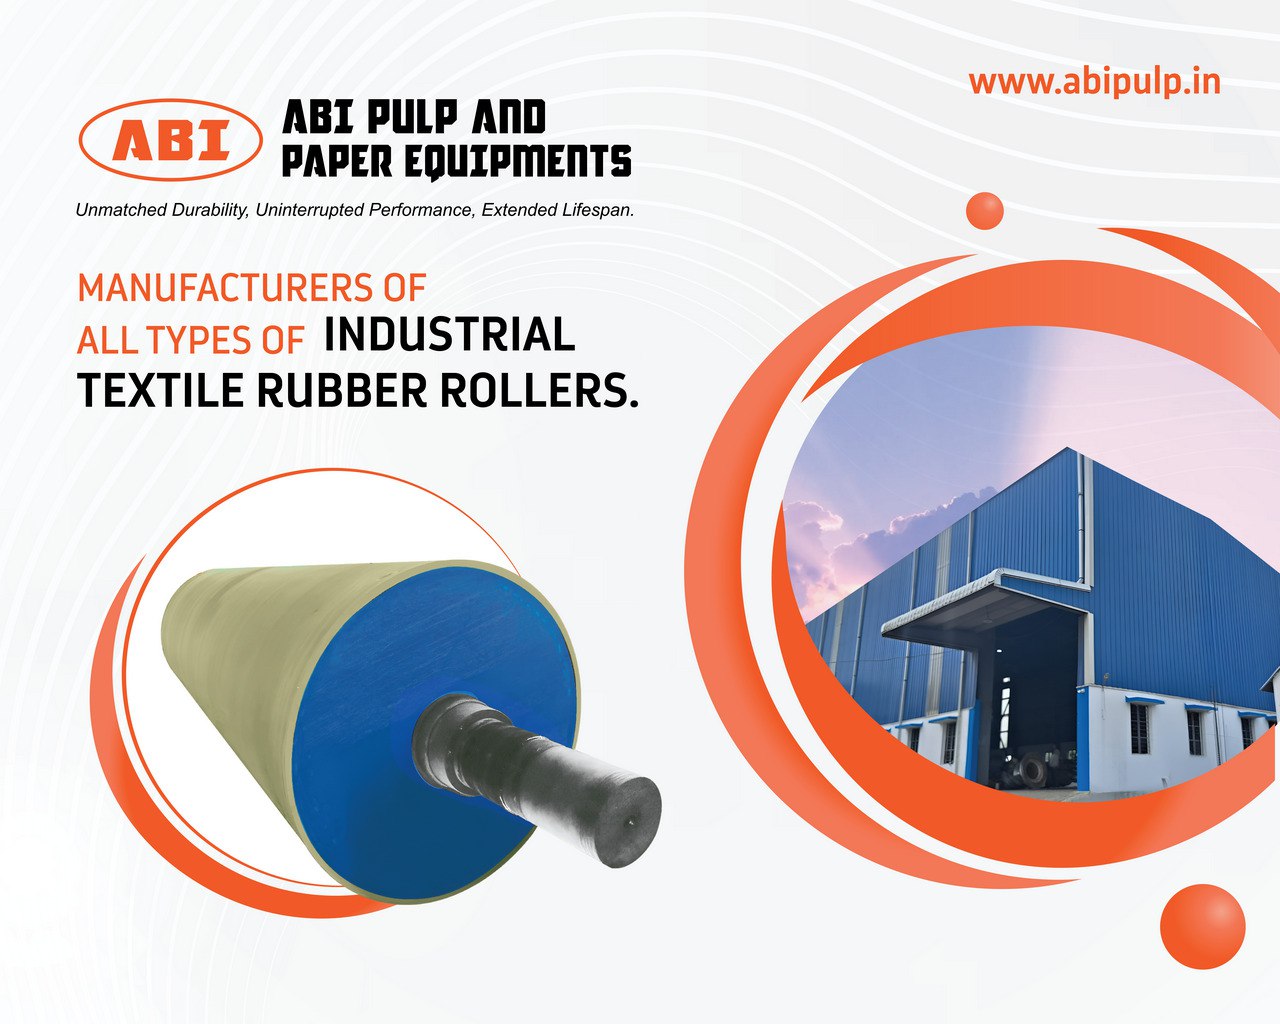 www.abipulp.in
ABI
ABI PULP AND
PAPER EQUIPMENTS
Unmatched Durability, Uninterrupted Performance, Extended Lifespan.
MANUFACTURERS OF
ALL TYPES OF INDUSTRIAL
TEXTILE RUBBER ROLLERS.